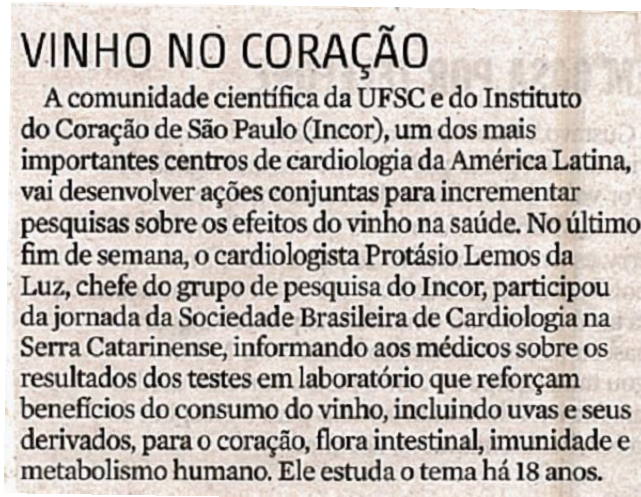 VINHO NO CORAÇÃO
A comunidade científica da UFSC e do Instituto
do Coração de São Paulo (Incor), um dos mais
importantes centros de cardiologia da América Latina,
vai desenvolver ações conjuntas para incrementar
pesquisas sobre os efeitos do vinho na saúde. No último
fim de semana, o cardiologista Protásio Lemos da
Luz, chefe do grupo de pesquisa do Incor, participou
da jornada da Sociedade Brasileira de Cardiologia na
Serra Catarinense, informando aos médicos sobre os
resultados dos testes em laboratório que reforçam
benefícios do consumo do vinho, incluindo uvas e seus
derivados, para o coração, flora intestinal, imunidade e
metabolismo humano. Ele estuda o tema há 18 anos.